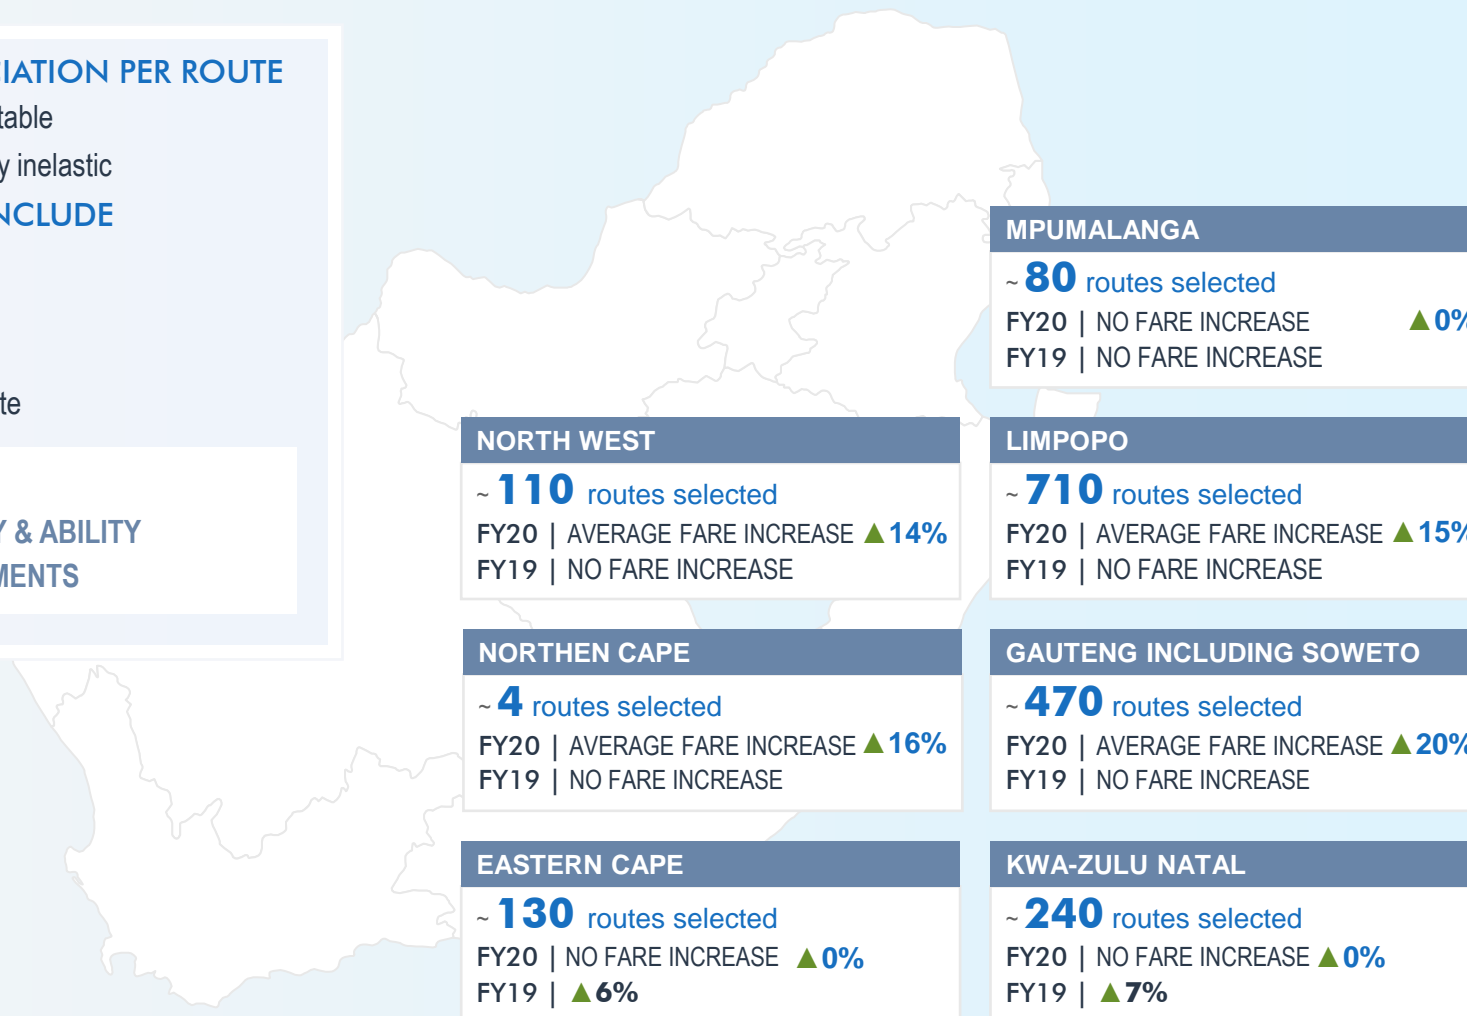 IATION PER ROUTE
table
y inelastic
NCLUDE
te
Y & ABILITY
MENTS
MPUMALANGA
~ 80 routes selected
FY20 | NO FARE INCREASE ▲0%
FY19 | NO FARE INCREASE
NORTH WEST
~ 110 routes selected
FY20 | AVERAGE FARE INCREASE ▲14%
FY19 | NO FARE INCREASE
LIMPOPO
~ 710 routes selected
FY20 | AVERAGE FARE INCREASE ▲15%
FY19 | NO FARE INCREASE
NORTHEN CAPE
~ 4 routes selected
FY20 | AVERAGE FARE INCREASE ▲16%
FY19 | NO FARE INCREASE
GAUTENG INCLUDING SOWETO
~ 470 routes selected
FY20 | AVERAGE FARE INCREASE ▲20%
FY19 | NO FARE INCREASE
EASTERN CAPE
~ 130 routes selected
FY20 | NO FARE INCREASE ▲0%
FY19 | ▲6%
KWA-ZULU NATAL
~ 240 routes selected
FY20 | NO FARE INCREASE ▲0%
FY19 | ▲7%